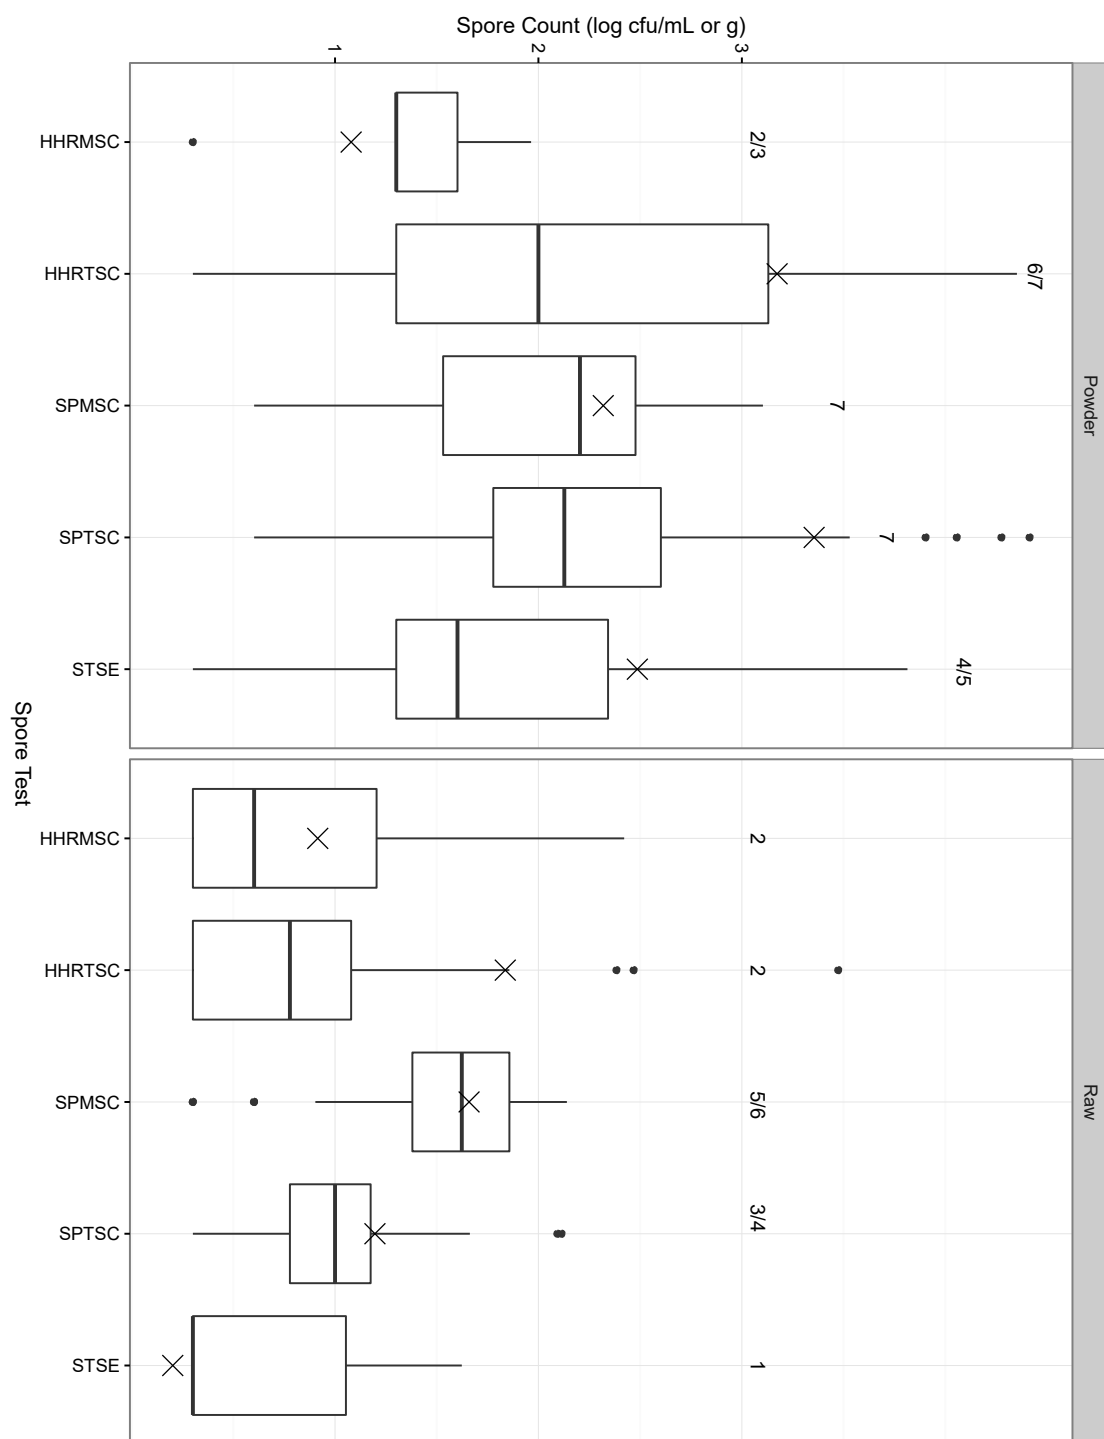 Spore Count (log cfu/mL or g)
1
2
3
Powder
HHRMSC
2/3
HHRTSC
6/7
SPMSC
7
SPTSC
7
STSE
4/5
Spore Test
Raw
HHRMSC
2
HHRTSC
2
SPMSC
5/6
SPTSC
3/4
STSE
1